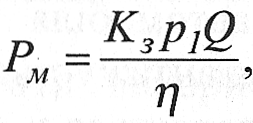 Pм = Kз p1 Q / η,